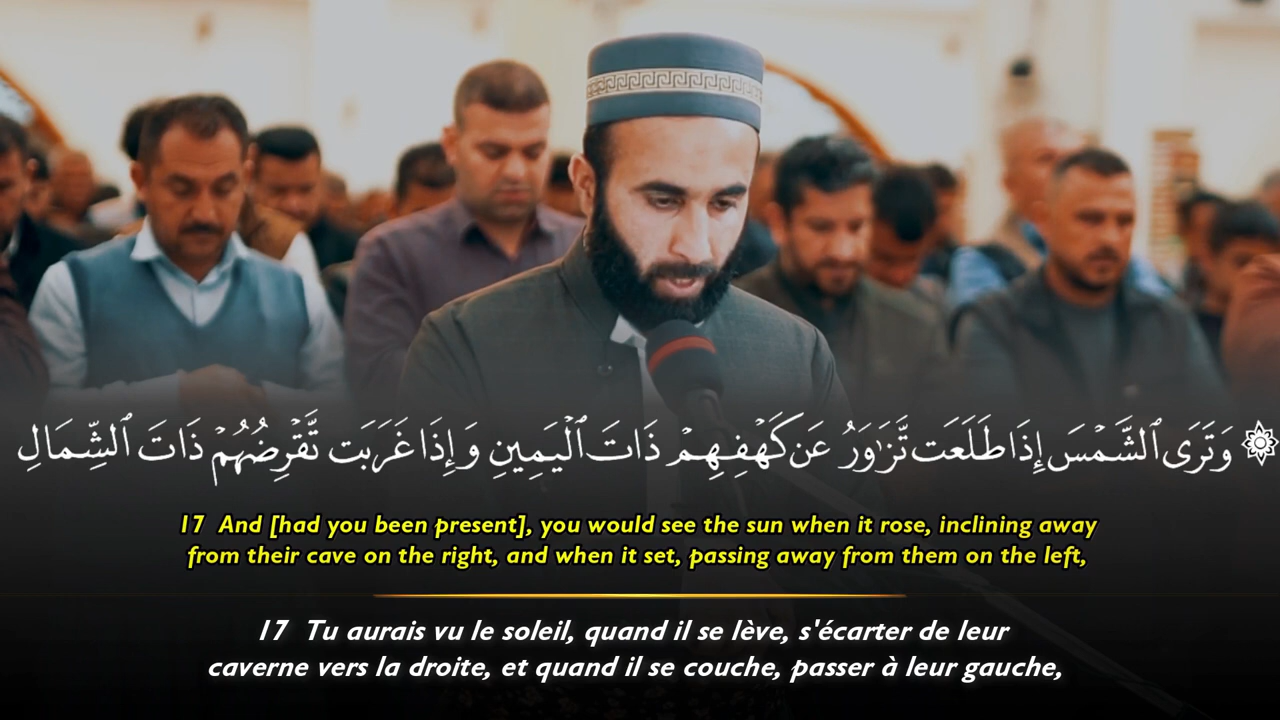 ۞ وَتَرَى ٱلشَّمْسَ إِذَا طَلَعَت تَّزَٰوَرُ عَن كَهْفِهِمْ ذَاتَ ٱلْيَمِينِ وَإِذَا غَرَبَت تَّقْرِضُهُمْ ذَاتَ ٱلشِّمَالِ
17 And [had you been present], you would see the sun when it rose, inclining away
from their cave on the right, and when it set, passing away from them on the left,
17 Tu aurais vu le soleil, quand il se lève, s'écarter de leur
caverne vers la droite, et quand il se couche, passer à leur gauche,